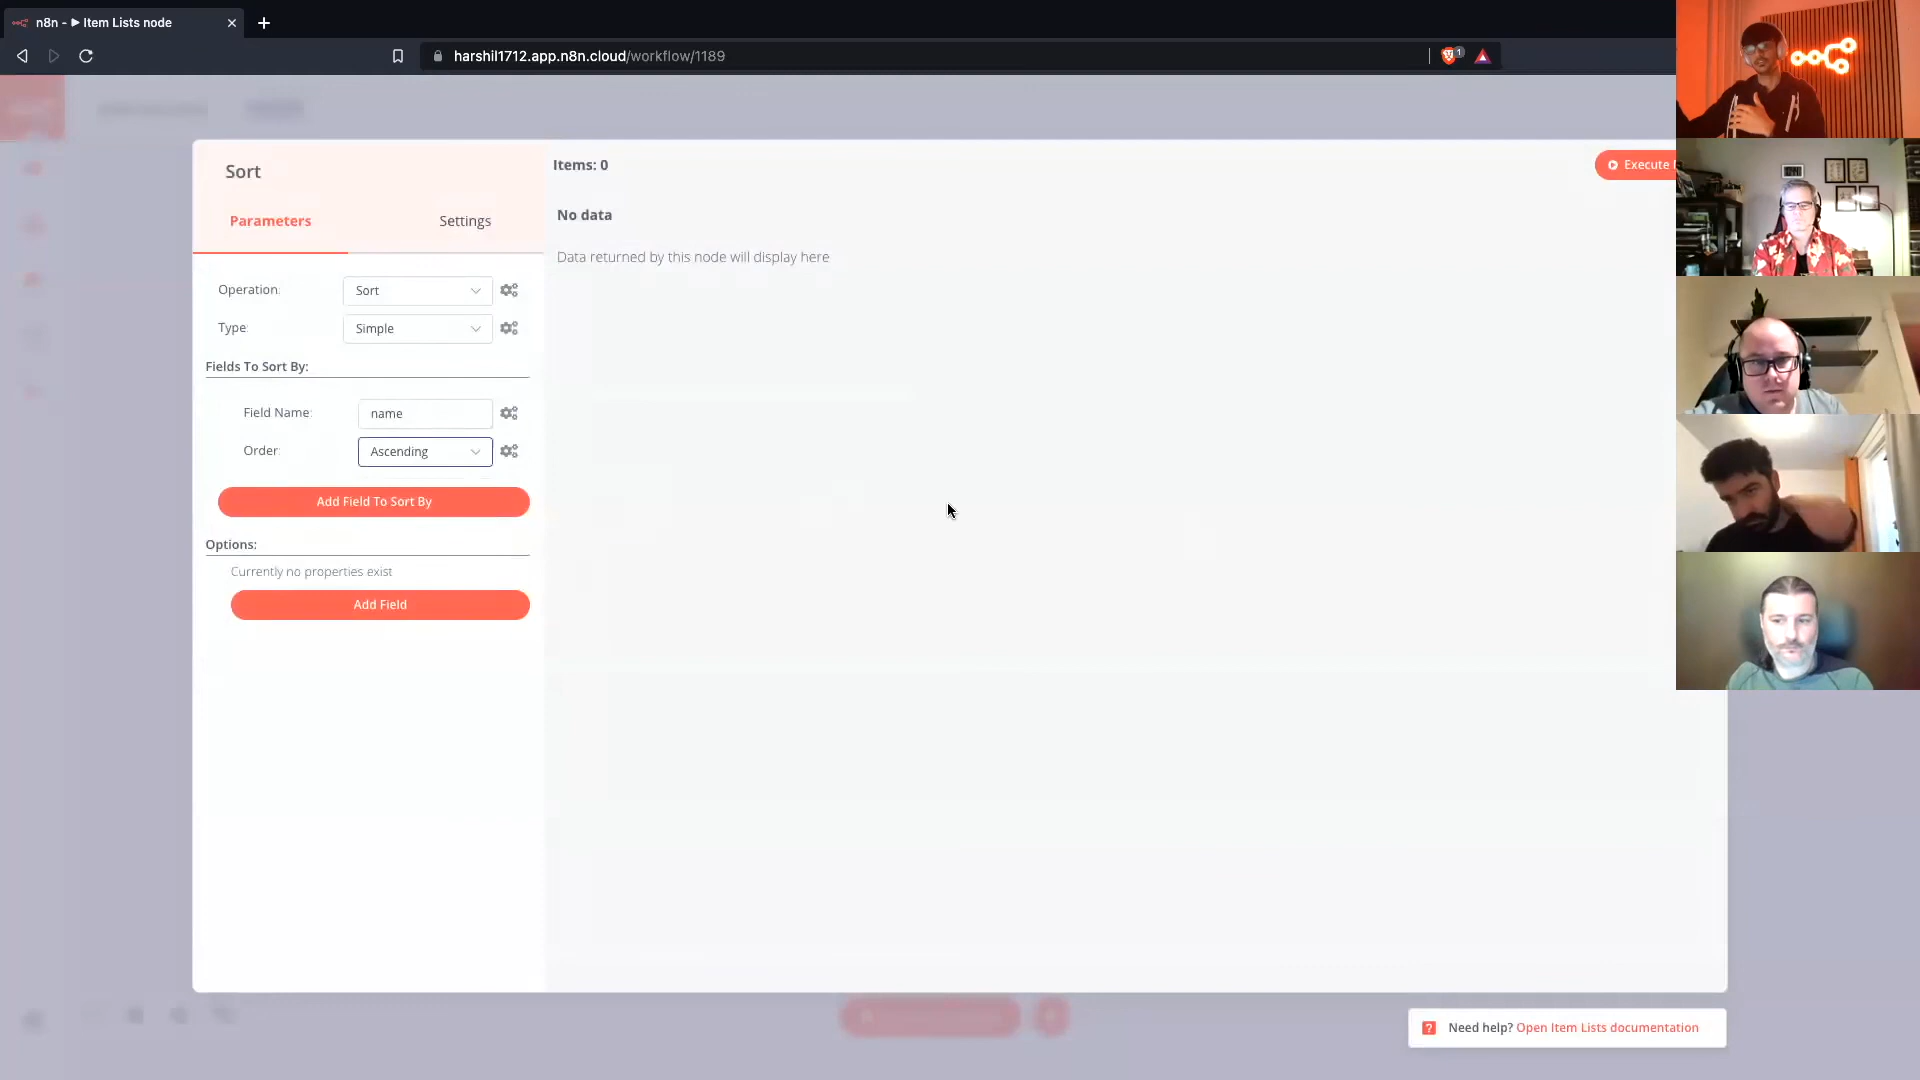 n8n - ▶ Item Lists node
harshil1712.app.n8n.cloud/workflow/1189
1
Sort
Parameters
Settings
Operation:
Sort
Type:
Simple
Fields To Sort By:
Field Name:
name
Order:
Ascending
Add Field To Sort By
Options:
Currently no properties exist
Add Field
Items: 0
Execute
No data
Data returned by this node will display here
Need help? Open Item Lists documentation